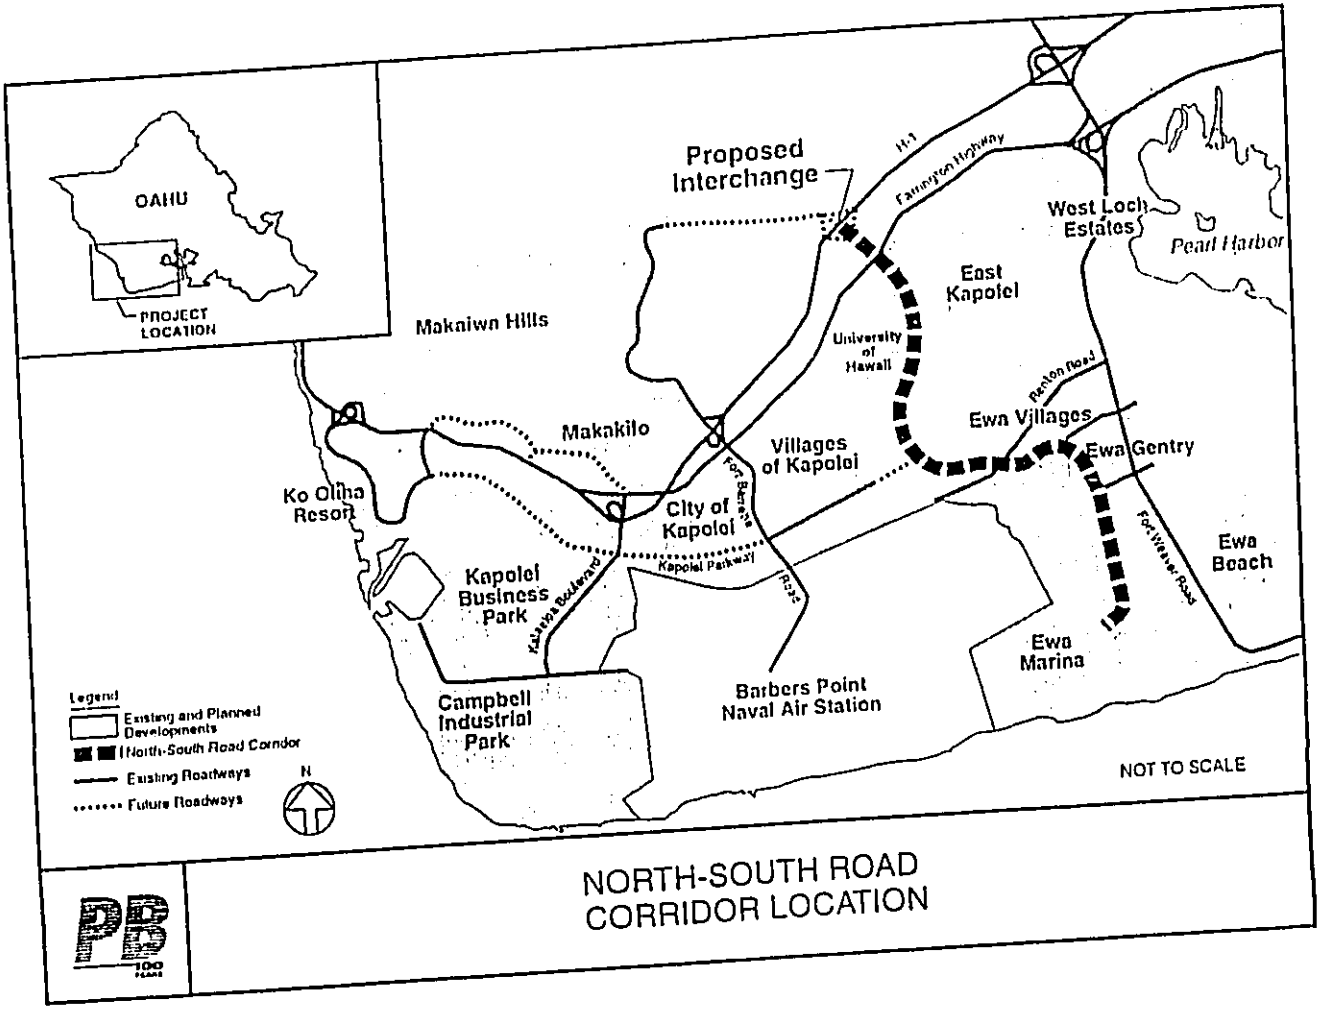 OAHU
PROJECT
LOCATION
Proposed
Interchange
H-1
Farrington Highway
West Loch
Estates
Pearl Harbor
East
Kapolei
Makaiwa Hills
University
of
Hawaii
Renton Road
Ewa Villages
Makakilo
Villages
of Kapolei
Ewa Gentry
Ko Olina
Resort
City of
Kapolei
Fort Barrette
Road
Kapolei Parkway
Fort Weaver Road
Ewa
Beach
Kapolei
Business
Park
Kalaeloa Boulevard
Ewa
Marina
Barbers Point
Naval Air Station
Campbell
Industrial
Park
Legend
Existing and Planned
Developments
North-South Road Corridor
Existing Roadways
Future Roadways
N
NOT TO SCALE
NORTH-SOUTH ROAD
CORRIDOR LOCATION
PB
100
YEARS